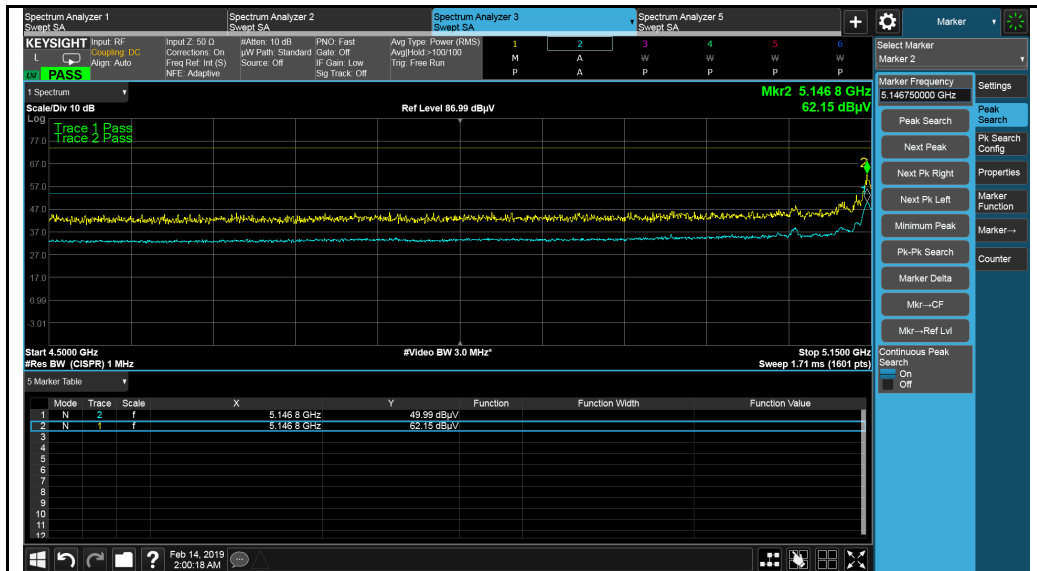 Spectrum Analyzer 1
Swept SA
Spectrum Analyzer 2
Swept SA
Spectrum Analyzer 3
Swept SA
Spectrum Analyzer 5
Swept SA
+
Marker
KEYSIGHT
L
LXI
PASS
Input: RF
Coupling: DC
Align: Auto
Input Z: 50 Ω
Corrections: On
Freq Ref: Int (S)
NFE: Adaptive
#Atten: 10 dB
µW Path: Standard
Source: Off
PNO: Fast
Gate: Off
IF Gain: Low
Sig Track: Off
Avg Type: Power (RMS)
Avg|Hold:>100/100
Trig: Free Run
1 2 3 4 5 6
M A W W W W
P A P P P P
Select Marker
Marker 2
1 Spectrum
Scale/Div 10 dB
Log
Ref Level 86.99 dBµV
Mkr2 5.146 8 GHz
62.15 dBµV
Trace 1 Pass
Trace 2 Pass
77.0
67.0
57.0
47.0
37.0
27.0
17.0
6.99
-3.01
2
Start 4.5000 GHz
#Res BW (CISPR) 1 MHz
#Video BW 3.0 MHz*
Stop 5.1500 GHz
Sweep 1.71 ms (1601 pts)
5 Marker Table
Mode Trace Scale X Y Function Function Width Function Value
1 N 2 f 5.146 8 GHz 49.99 dBµV
2 N 1 f 5.146 8 GHz 62.15 dBµV
3
4
5
6
7
8
9
10
11
12
Marker Frequency
5.146750000 GHz
Peak Search
Next Peak
Next Pk Right
Next Pk Left
Minimum Peak
Pk-Pk Search
Marker Delta
Mkr→CF
Mkr→Ref Lvl
Continuous Peak
Search
On
Off
Settings
Peak
Search
Pk Search
Config
Properties
Marker
Function
Marker→
Counter
?
Feb 14, 2019
2:00:18 AM